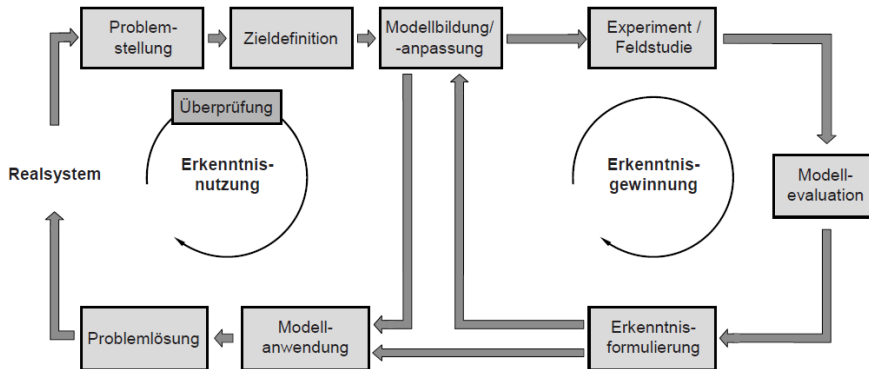 Problem-
stellung
Zieldefinition
Modellbildung/
-anpassung
Experiment /
Feldstudie
Überprüfung
Realsystem
Erkenntnis-
nutzung
Erkenntnis-
gewinnung
Modell-
evaluation
Problemlösung
Modell-
anwendung
Erkenntnis-
formulierung